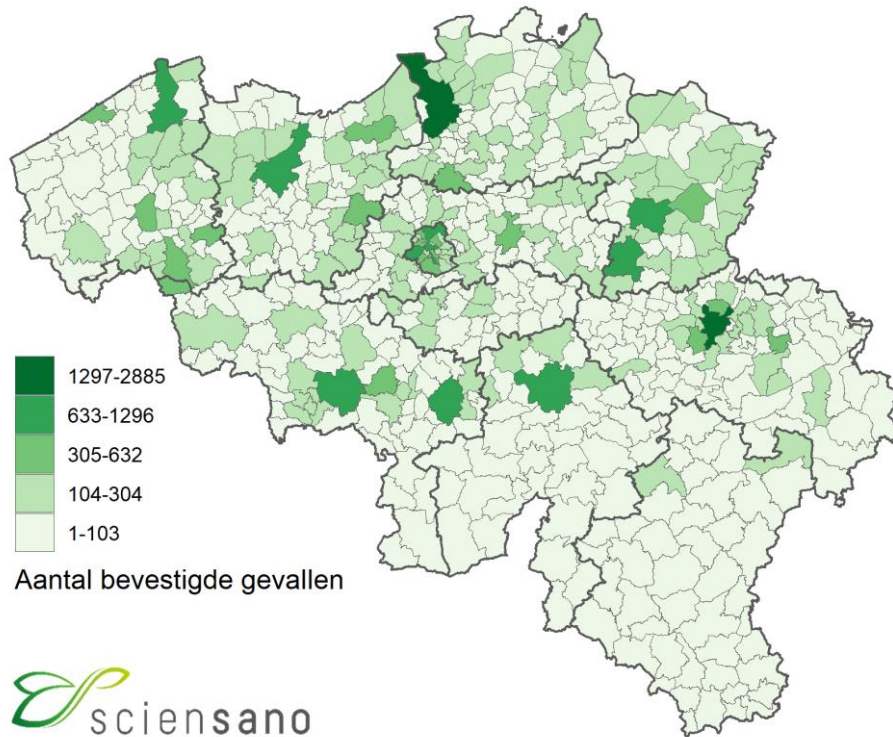 1297-2885
633-1296
305-632
104-304
1-103
Aantal bevestigde gevallen
sciensano